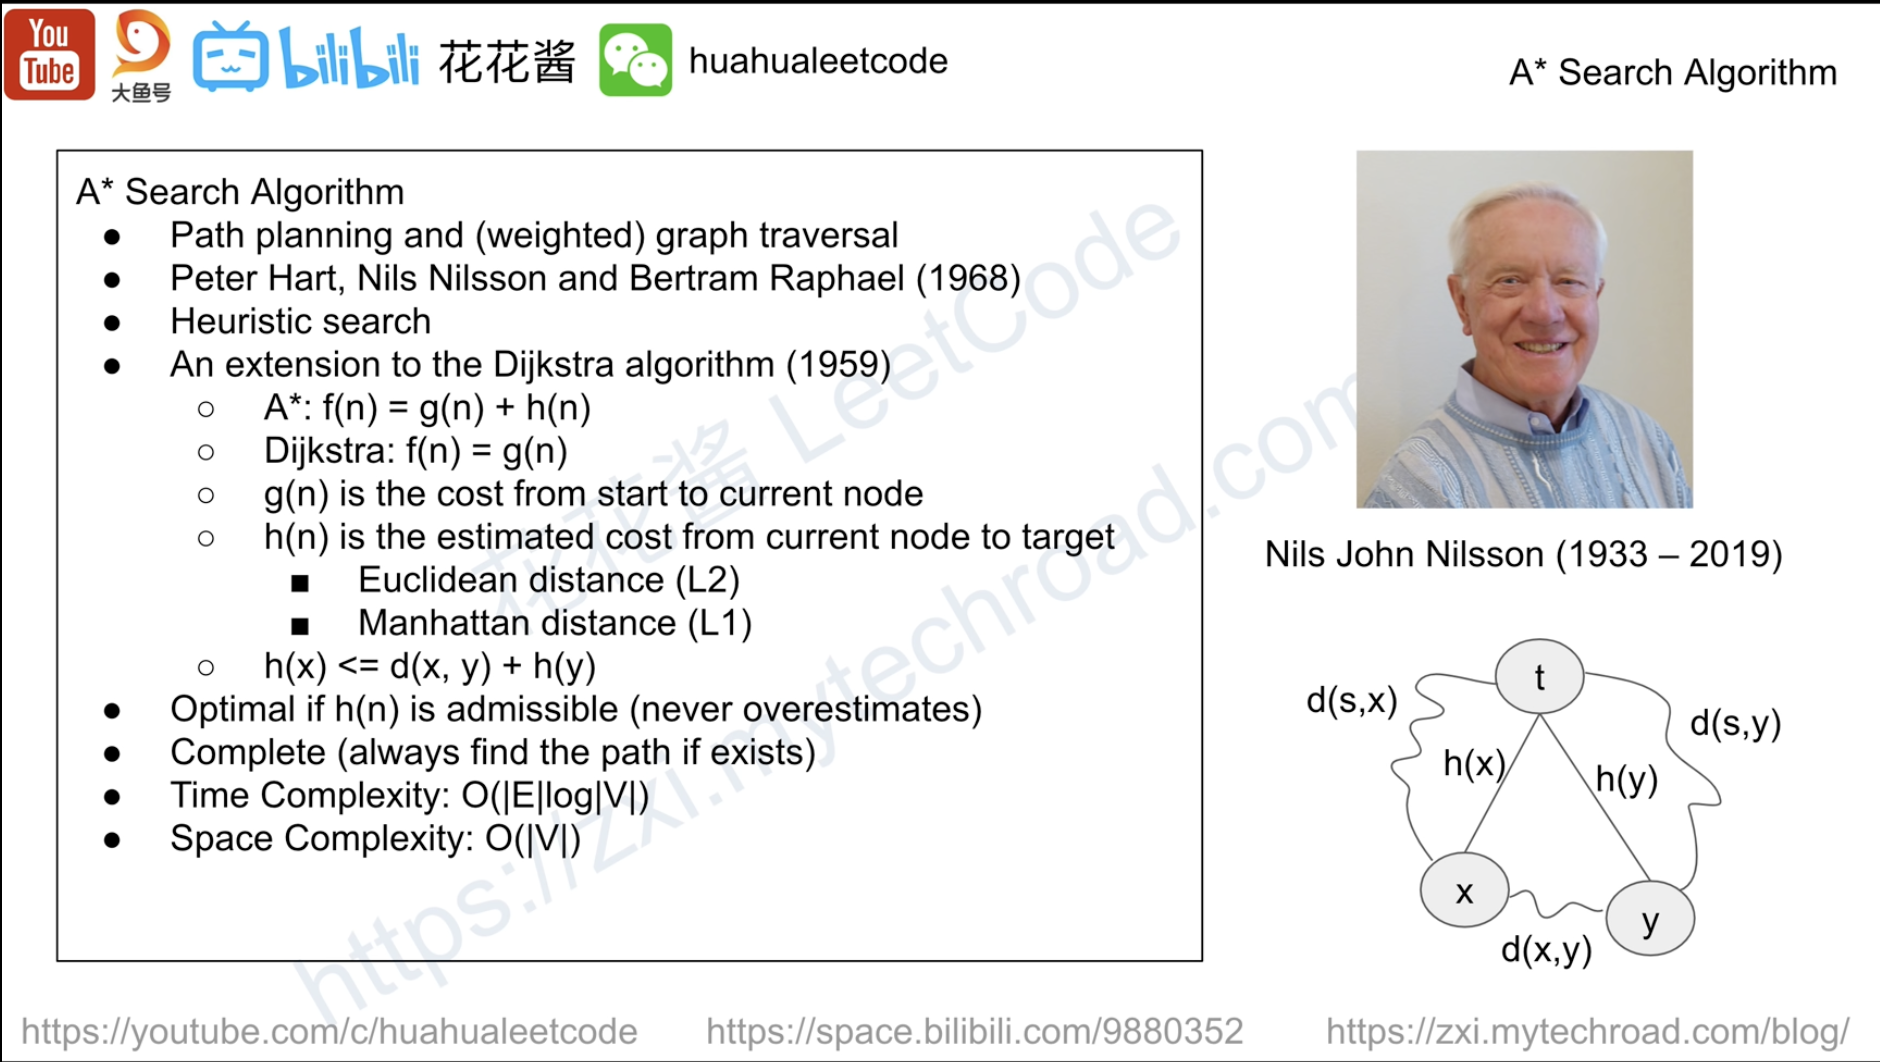 You
Tube
大鱼号
bilibili 花花酱 huahualeetcode
A* Search Algorithm
A* Search Algorithm
● Path planning and (weighted) graph traversal
● Peter Hart, Nils Nilsson and Bertram Raphael (1968)
● Heuristic search
● An extension to the Dijkstra algorithm (1959)
○ A*: f(n) = g(n) + h(n)
○ Dijkstra: f(n) = g(n)
○ g(n) is the cost from start to current node
○ h(n) is the estimated cost from current node to target
■ Euclidean distance (L2)
■ Manhattan distance (L1)
○ h(x) <= d(x, y) + h(y)
● Optimal if h(n) is admissible (never overestimates)
● Complete (always find the path if exists)
● Time Complexity: O(|E|log|V|)
● Space Complexity: O(|V|)
花花酱 LeetCode
https://zxi.mytechroad.com
Nils John Nilsson (1933 – 2019)
t
d(s,x)
d(s,y)
h(x)
h(y)
x
y
d(x,y)
https://youtube.com/c/huahualeetcode
https://space.bilibili.com/9880352
https://zxi.mytechroad.com/blog/